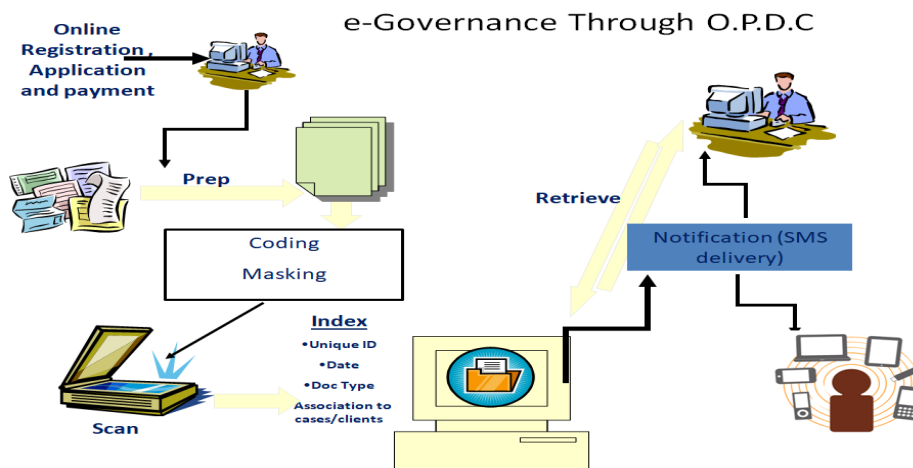 e-Governance Through O.P.D.C
Online
Registration ,
Application
and payment
Prep
Retrieve
Coding
Masking
Notification (SMS
delivery)
Index
•Unique ID
•Date
•Doc Type
Association to
cases/clients
Scan